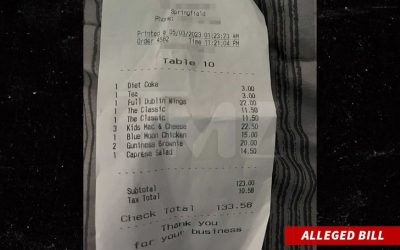 Springfield
Phone:
Printed @ 05/03/2023 01:23:23 AM
Order 4502 Time 11:21:04 PM
Table 10
1 Diet Coke 3.00
1 Tea 3.00
1 Full Dublin Wings 22.00
1 The Classic 11.50
1 The Classic 11.50
3 Kids Mac & Cheese 22.50
1 Blue Moon Chicken 15.00
2 Guinness Brownie 20.00
1 Caprese Salad 14.50
Subtotal 123.00
Tax Total 10.58
Check Total 133.58
Thank you
for your business
ALLEGED BILL